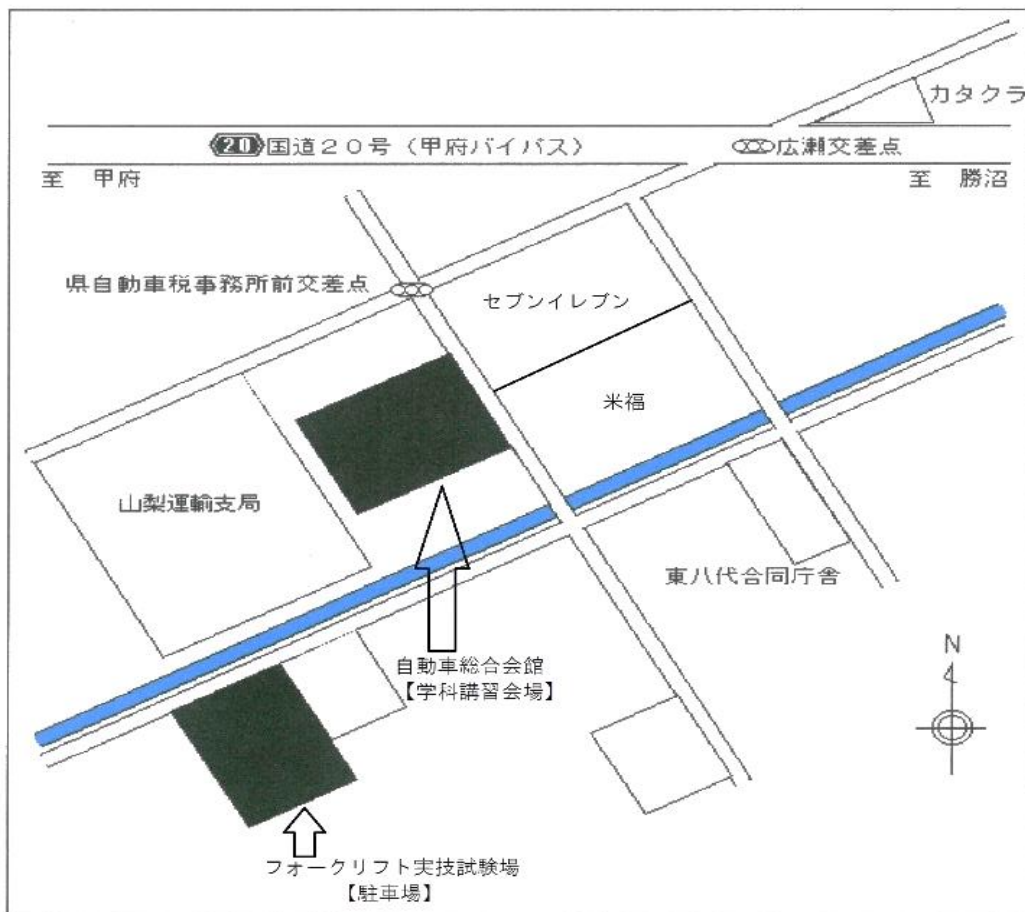 カタクラ
20 国道20号（甲府バイパス）
広瀬交差点
至 甲府
至 勝沼
県自動車税事務所前交差点
セブンイレブン
米福
山梨運輸支局
東八代合同庁舎
N
自動車総合会館
【学科講習会場】
フォークリフト実技試験場
【駐車場】